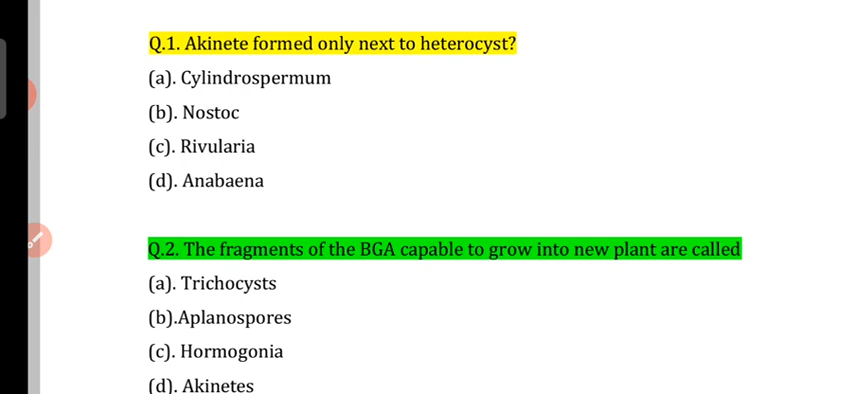 Q.1. Akinete formed only next to heterocyst?
(a). Cylindrospermum
(b). Nostoc
(c). Rivularia
(d). Anabaena
Q.2. The fragments of the BGA capable to grow into new plant are called
(a). Trichocysts
(b).Aplanospores
(c). Hormogonia
(d). Akinetes